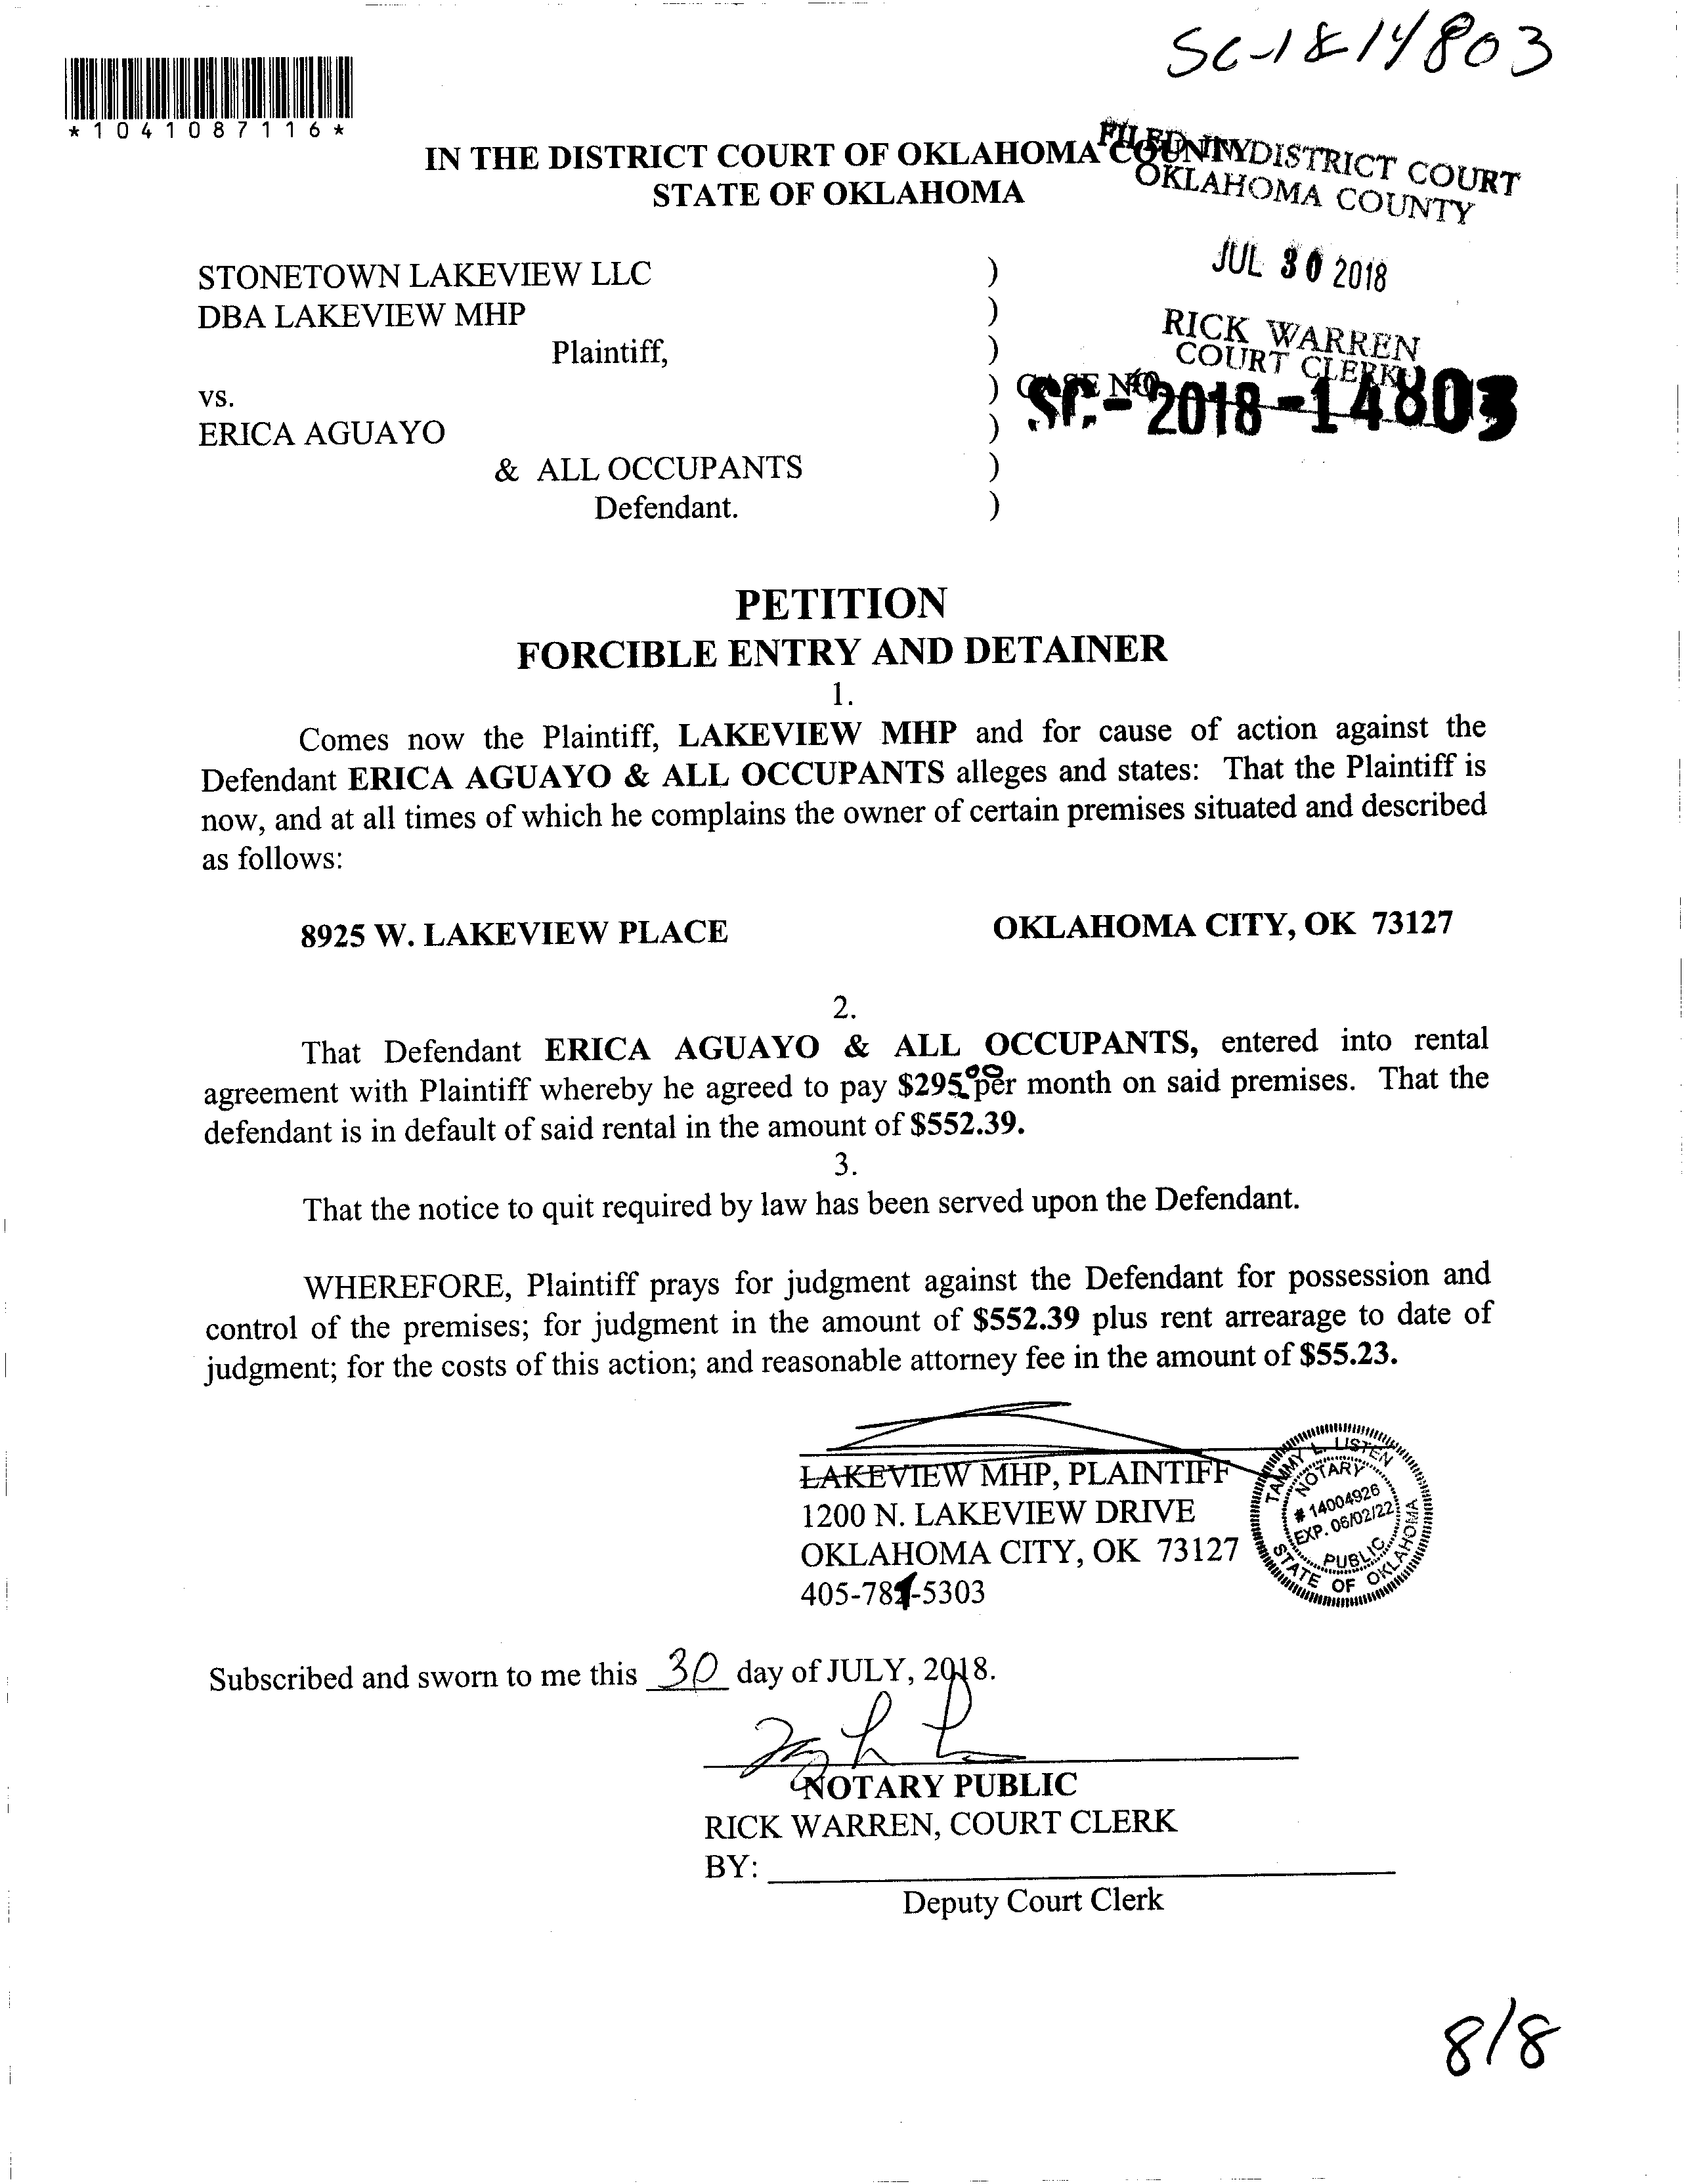 SC-18-14803
*1041087116*
IN THE DISTRICT COURT OF OKLAHOMA COUNTY
STATE OF OKLAHOMA
FILED IN DISTRICT COURT
OKLAHOMA COUNTY
JUL 30 2018
RICK WARREN
COURT CLERK
STONETOWN LAKEVIEW LLC )
DBA LAKEVIEW MHP )
Plaintiff, )
vs. ) CASE NO.
SC-2018-14803
ERICA AGUAYO )
& ALL OCCUPANTS )
Defendant. )
PETITION
FORCIBLE ENTRY AND DETAINER
1.
Comes now the Plaintiff, LAKEVIEW MHP and for cause of action against the
Defendant ERICA AGUAYO & ALL OCCUPANTS alleges and states: That the Plaintiff is
now, and at all times of which he complains the owner of certain premises situated and described
as follows:
8925 W. LAKEVIEW PLACE OKLAHOMA CITY, OK 73127
2.
That Defendant ERICA AGUAYO & ALL OCCUPANTS, entered into rental
agreement with Plaintiff whereby he agreed to pay $295.00 per month on said premises. That the
defendant is in default of said rental in the amount of $552.39.
3.
That the notice to quit required by law has been served upon the Defendant.
WHEREFORE, Plaintiff prays for judgment against the Defendant for possession and
control of the premises; for judgment in the amount of $552.39 plus rent arrearage to date of
judgment; for the costs of this action; and reasonable attorney fee in the amount of $55.23.
LAKEVIEW MHP, PLAINTIFF
1200 N. LAKEVIEW DRIVE
OKLAHOMA CITY, OK 73127
405-787-5303
TAMMY L. LISTEN
NOTARY
# 14004926
EXP. 06/02/22
PUBLIC
STATE OF OKLAHOMA
Subscribed and sworn to me this 30 day of JULY, 2018.
NOTARY PUBLIC
RICK WARREN, COURT CLERK
BY:
Deputy Court Clerk
8/8